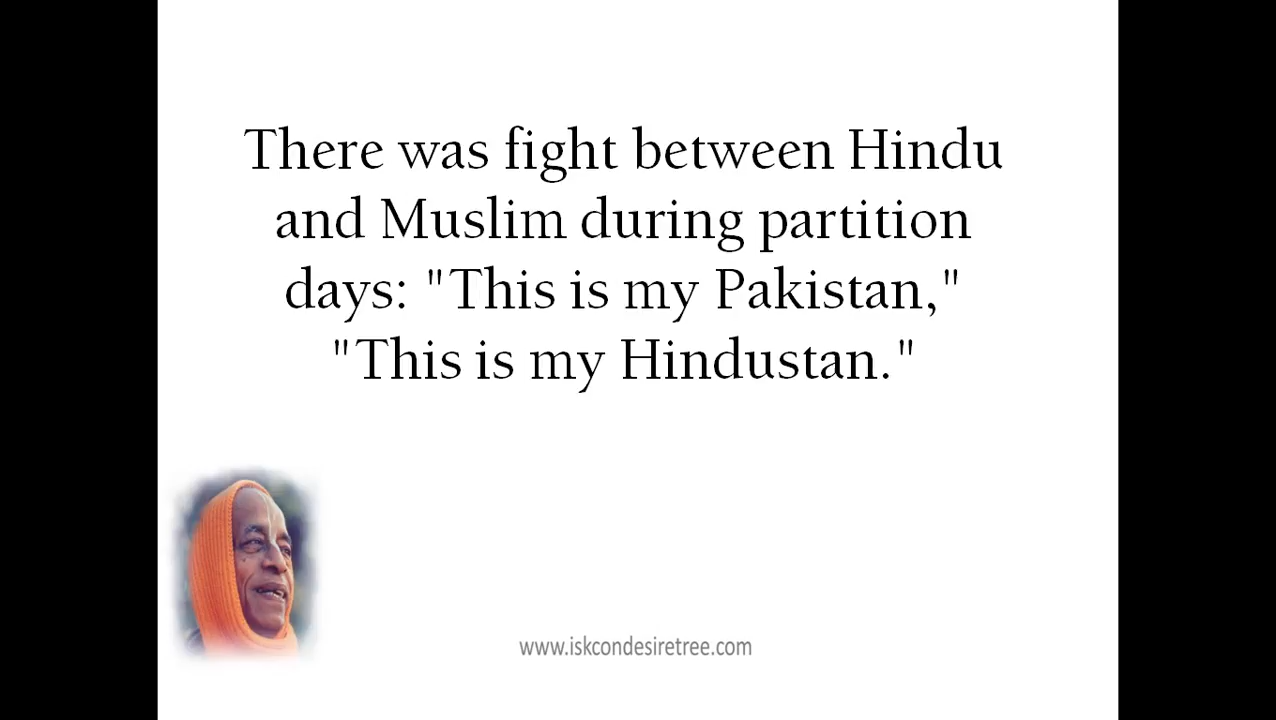 There was fight between Hindu
and Muslim during partition
days: "This is my Pakistan,"
"This is my Hindustan."
www.iskcondesiretree.com